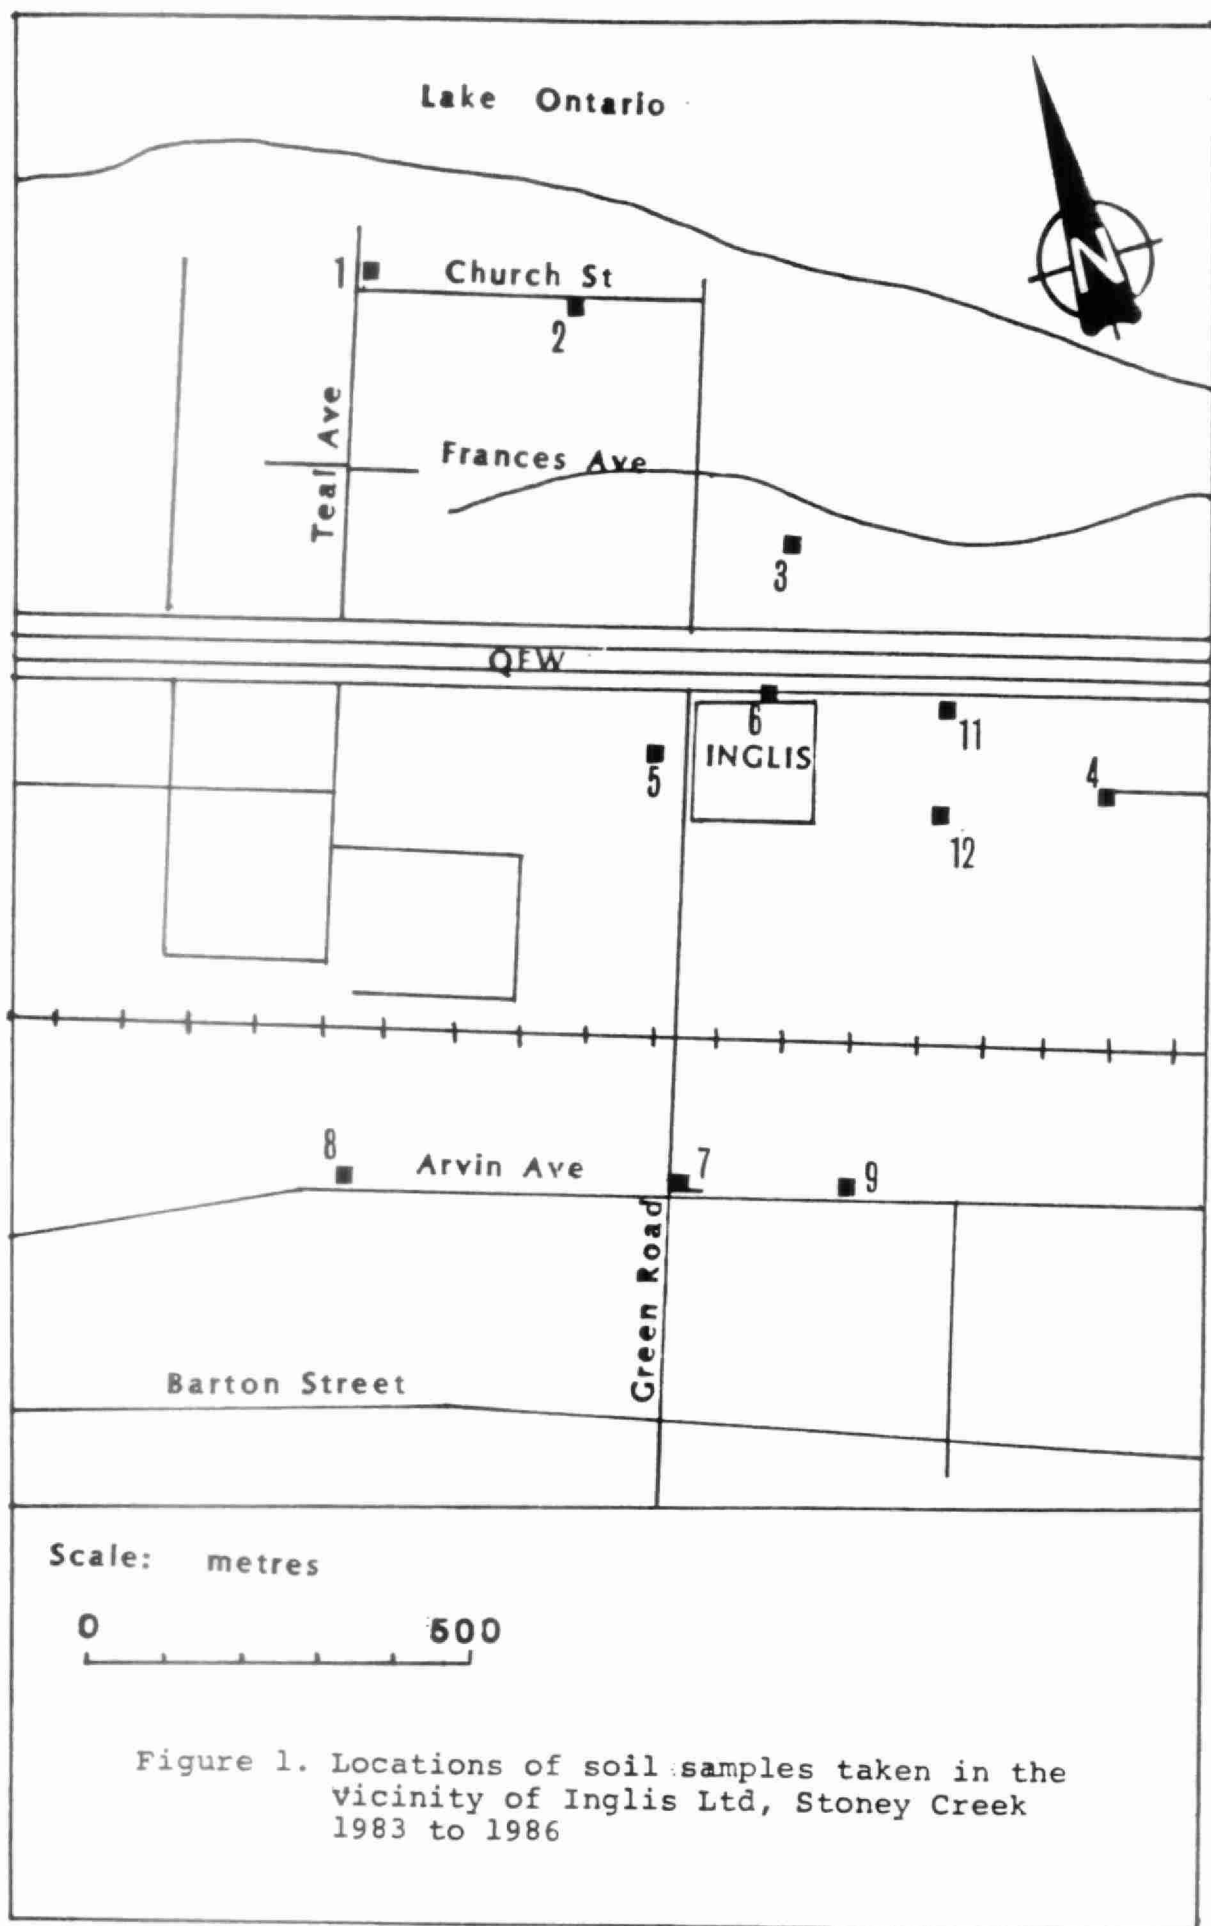 Lake Ontario
N
1
Church St
2
Teal Ave
Frances Ave
3
QEW
6
11
INGLIS
5
4
12
8
Arvin Ave
7
9
Green Road
Barton Street
Scale: metres
0 500
Figure 1. Locations of soil samples taken in the
vicinity of Inglis Ltd, Stoney Creek
1983 to 1986